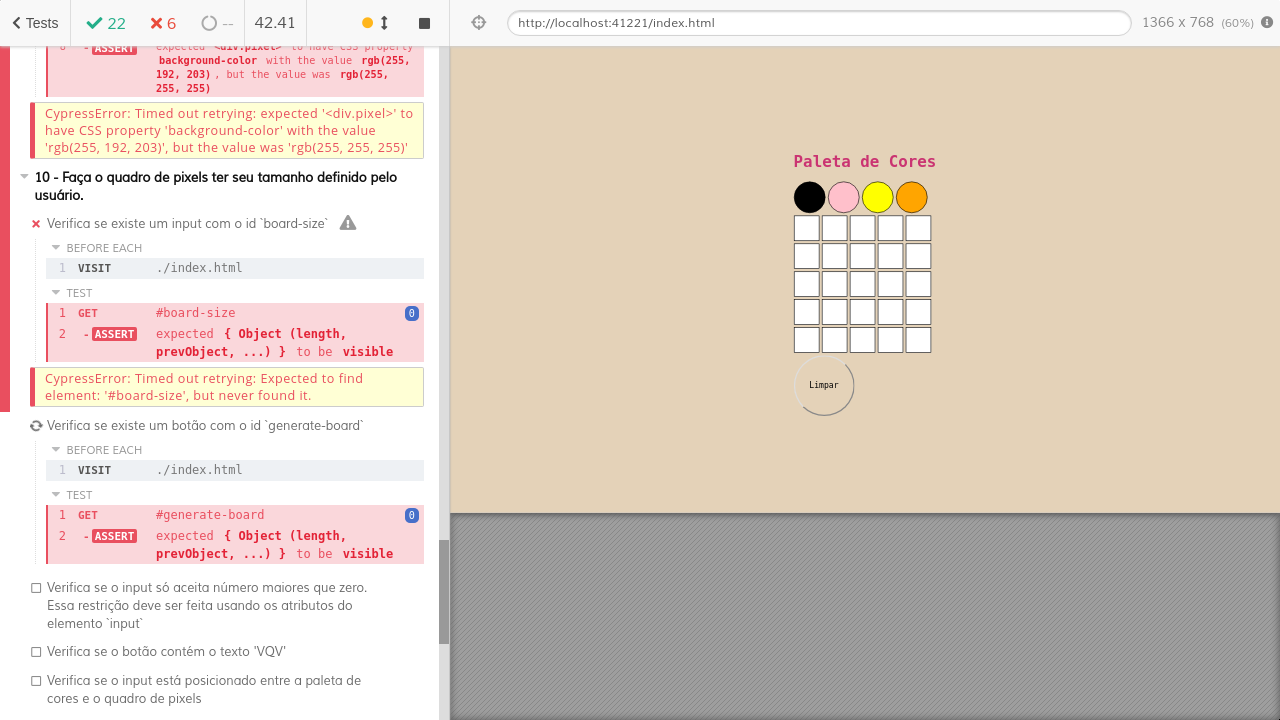 Tests 22 6 -- 42.41
http://localhost:41221/index.html 1366 x 768 (60%)
6 -ASSERT expected <div.pixel> to have CSS property
background-color with the value rgb(255,
192, 203) , but the value was rgb(255,
255, 255)
CypressError: Timed out retrying: expected '<div.pixel>' to
have CSS property 'background-color' with the value
'rgb(255, 192, 203)', but the value was 'rgb(255, 255, 255)'
10 - Faça o quadro de pixels ter seu tamanho definido pelo
usuário.
Verifica se existe um input com o id `board-size`
BEFORE EACH
1 VISIT ./index.html
TEST
1 GET #board-size 0
2 -ASSERT expected { Object (length,
prevObject, ...) } to be visible
CypressError: Timed out retrying: Expected to find
element: '#board-size', but never found it.
Verifica se existe um botão com o id `generate-board`
BEFORE EACH
1 VISIT ./index.html
TEST
1 GET #generate-board 0
2 -ASSERT expected { Object (length,
prevObject, ...) } to be visible
Verifica se o input só aceita número maiores que zero.
Essa restrição deve ser feita usando os atributos do
elemento `input`
Verifica se o botão contém o texto 'VQV'
Verifica se o input está posicionado entre a paleta de
cores e o quadro de pixels
Paleta de Cores
Limpar